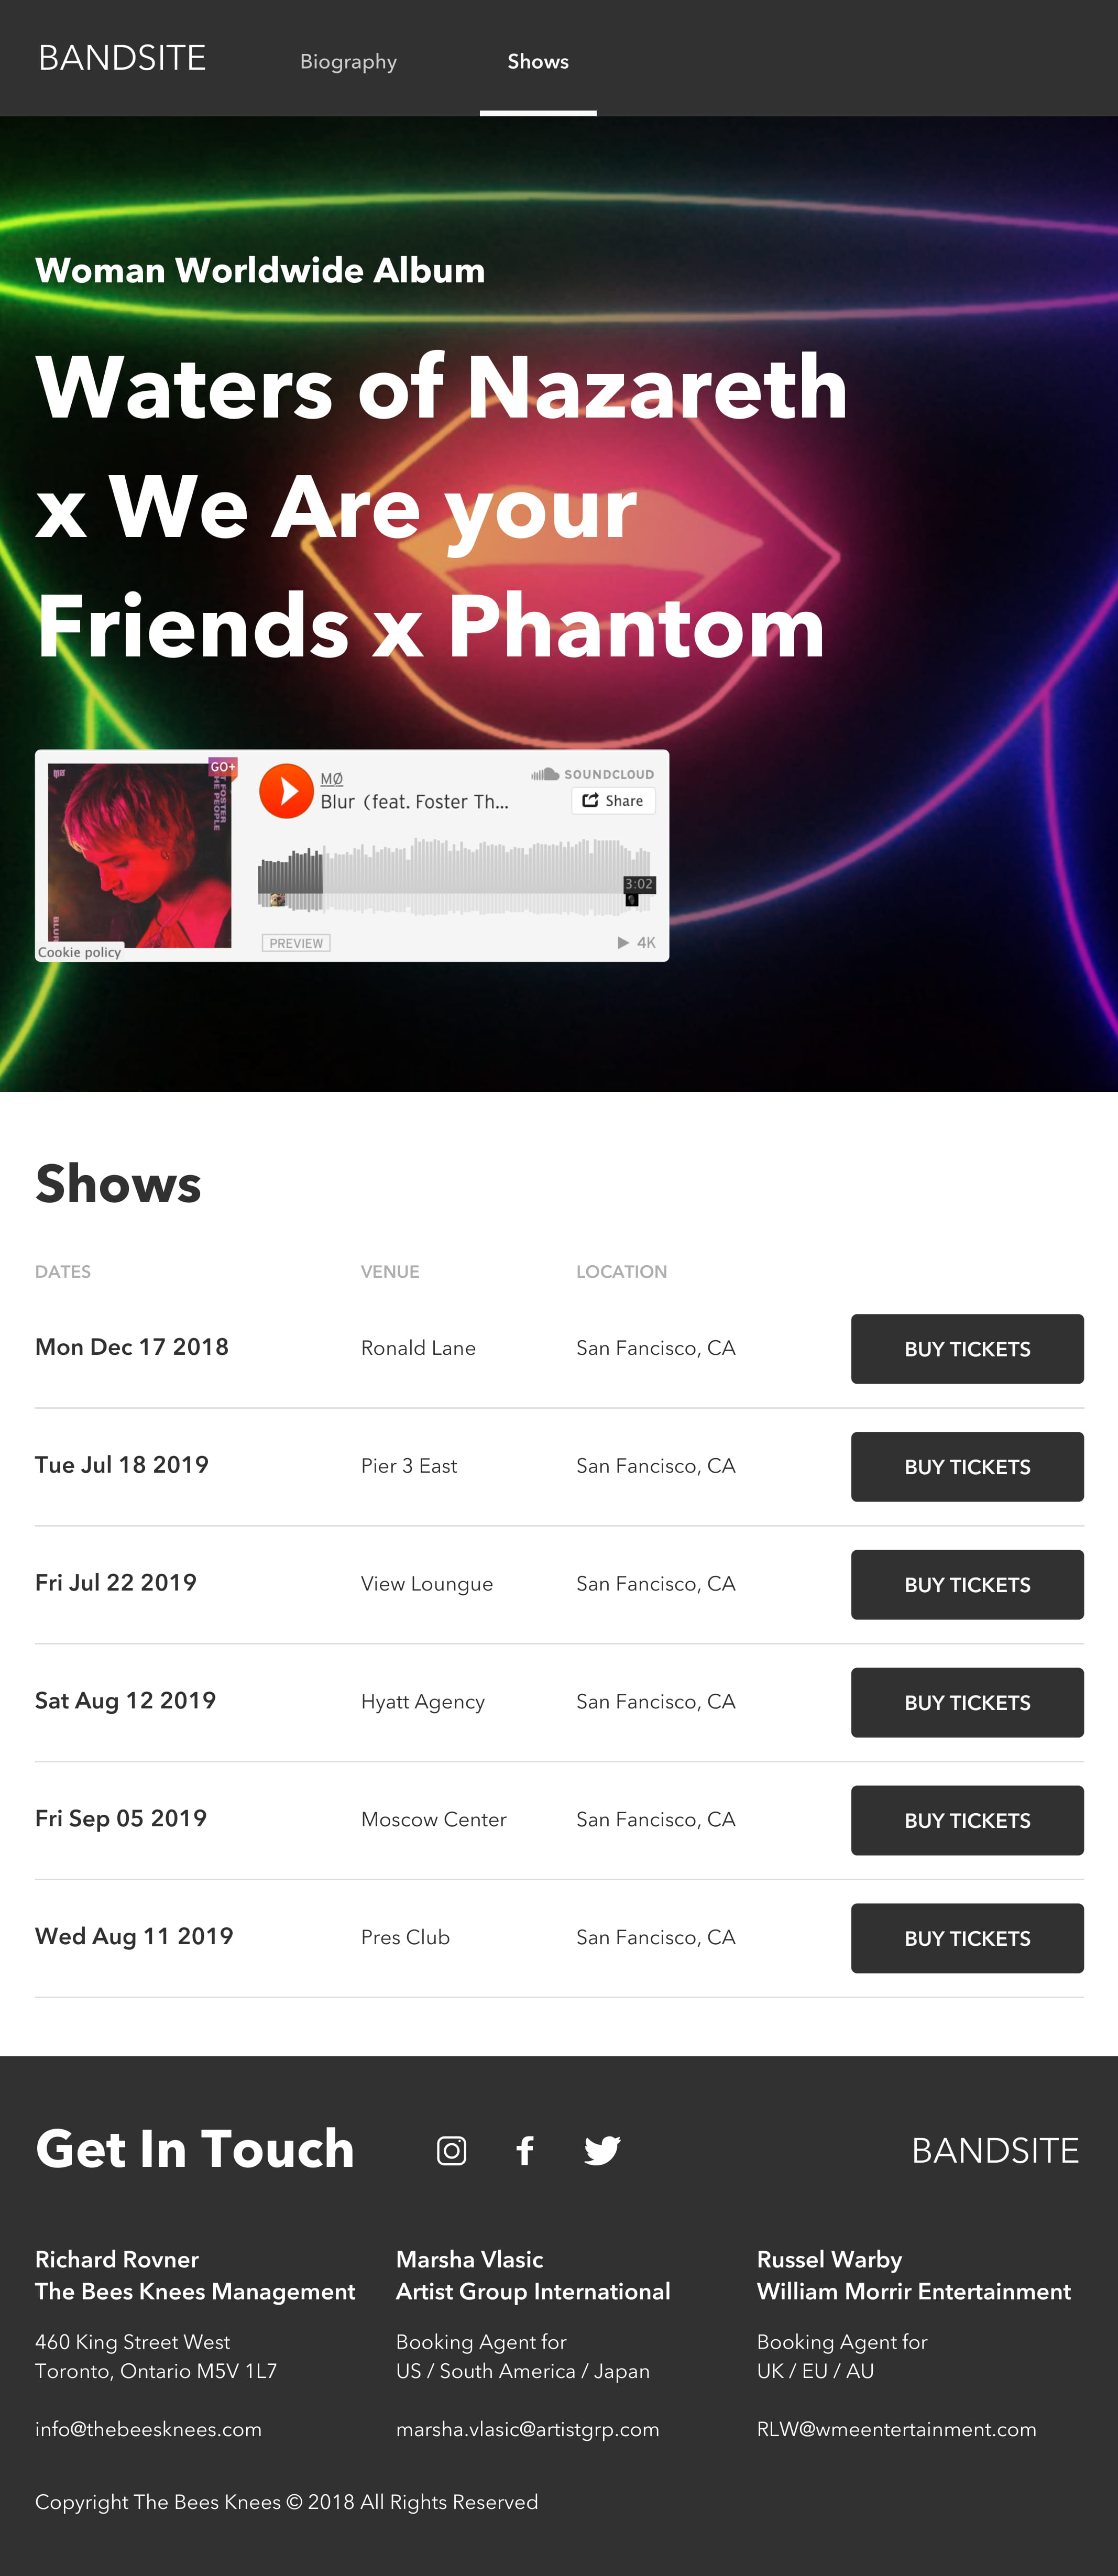 BANDSITE
Biography
Shows
Woman Worldwide Album
Waters of Nazareth
x We Are your
Friends x Phantom
GO+
FT FOSTER
THE PEOPLE
BLUR
Cookie policy
MØ
Blur (feat. Foster Th...
SOUNDCLOUD
Share
3:02
PREVIEW
4K
Shows
DATES VENUE LOCATION
Mon Dec 17 2018 Ronald Lane San Fancisco, CA BUY TICKETS
Tue Jul 18 2019 Pier 3 East San Fancisco, CA BUY TICKETS
Fri Jul 22 2019 View Loungue San Fancisco, CA BUY TICKETS
Sat Aug 12 2019 Hyatt Agency San Fancisco, CA BUY TICKETS
Fri Sep 05 2019 Moscow Center San Fancisco, CA BUY TICKETS
Wed Aug 11 2019 Pres Club San Fancisco, CA BUY TICKETS
Get In Touch
BANDSITE
Richard Rovner
The Bees Knees Management
460 King Street West
Toronto, Ontario M5V 1L7
info@thebeesknees.com
Marsha Vlasic
Artist Group International
Booking Agent for
US / South America / Japan
marsha.vlasic@artistgrp.com
Russel Warby
William Morrir Entertainment
Booking Agent for
UK / EU / AU
RLW@wmeentertainment.com
Copyright The Bees Knees © 2018 All Rights Reserved